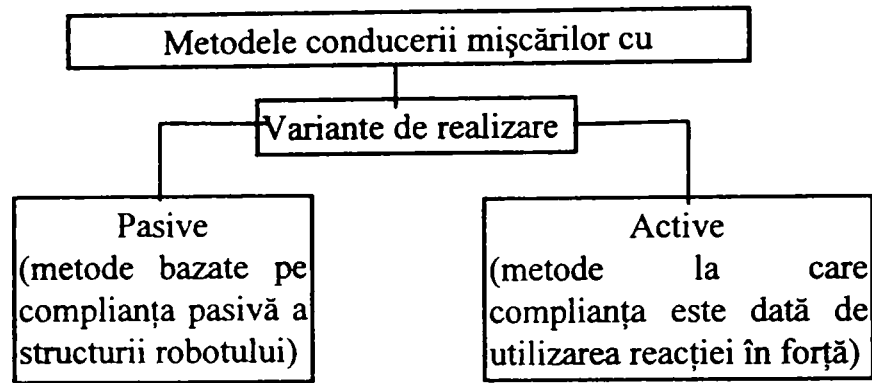 Metodele conducerii mişcărilor cu
Variante de realizare
Pasive
(metode bazate pe
complianţa pasivă a
structurii robotului)
Active
(metode la care
complianţa este dată de
utilizarea reacţiei în forţă)